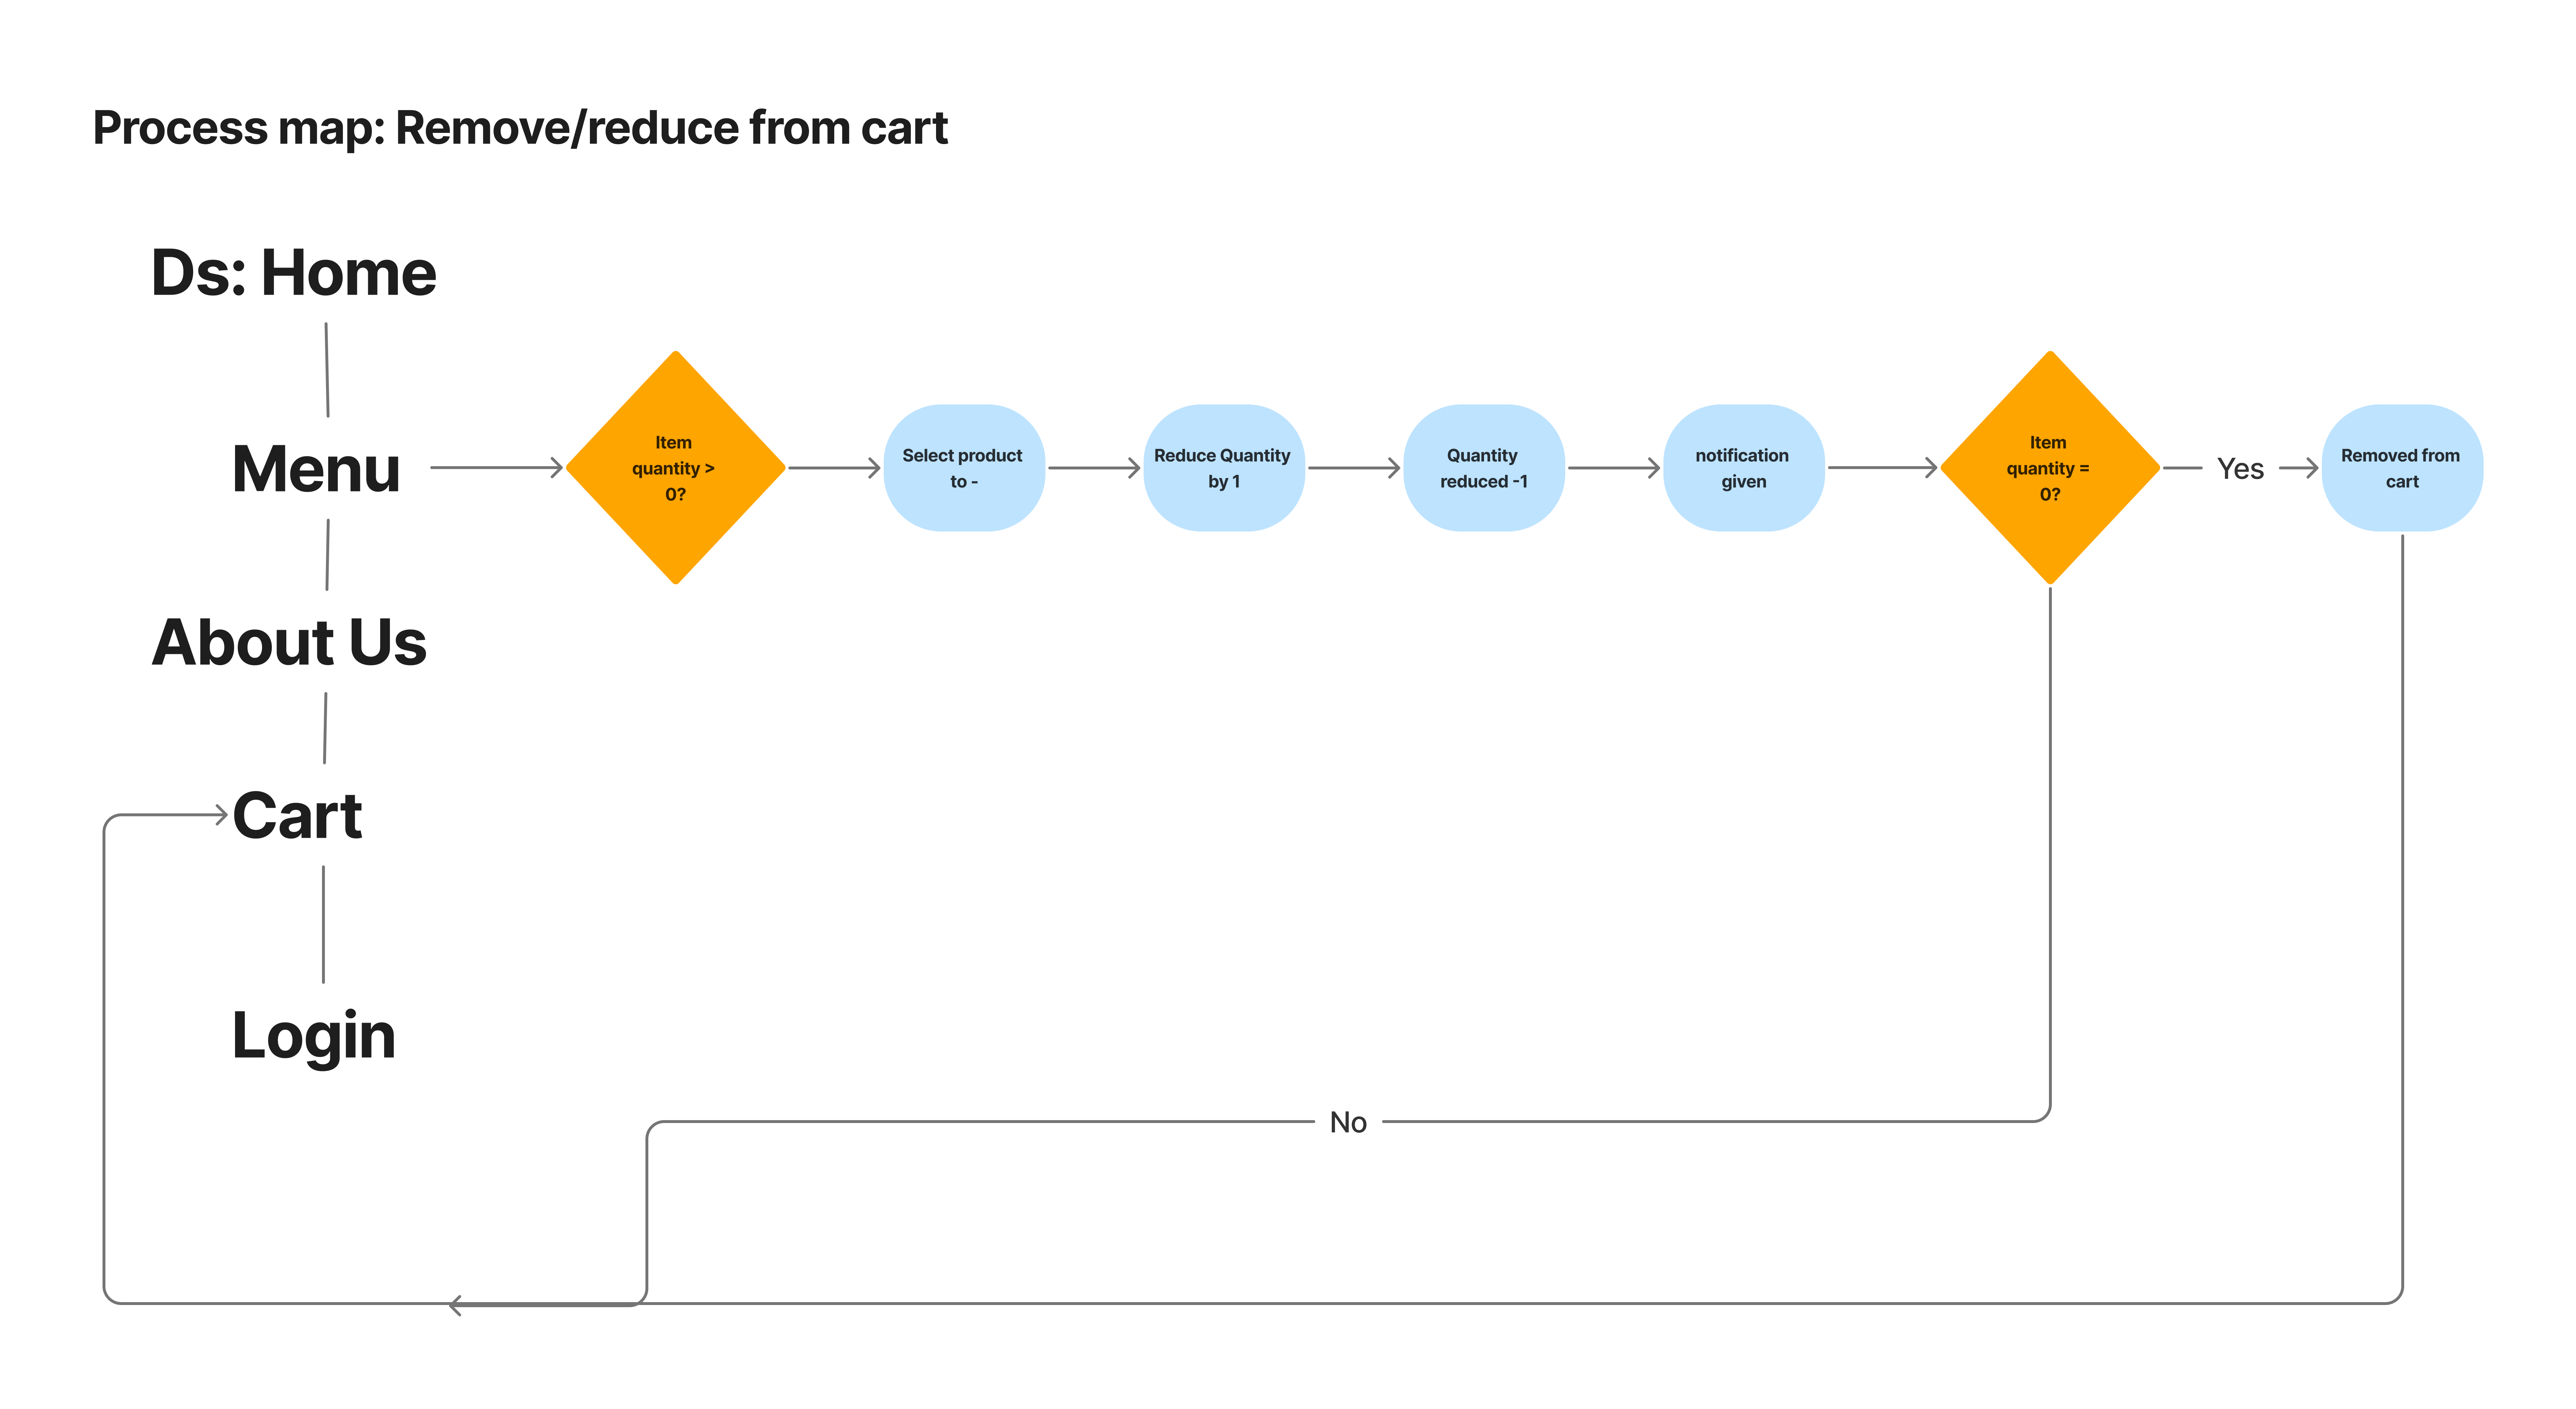 Process map: Remove/reduce from cart
Ds: Home
Menu
About Us
Cart
Login
Item
quantity >
0?
Select product
to -
Reduce Quantity
by 1
Quantity
reduced -1
notification
given
Item
quantity =
0?
Yes
Removed from
cart
No